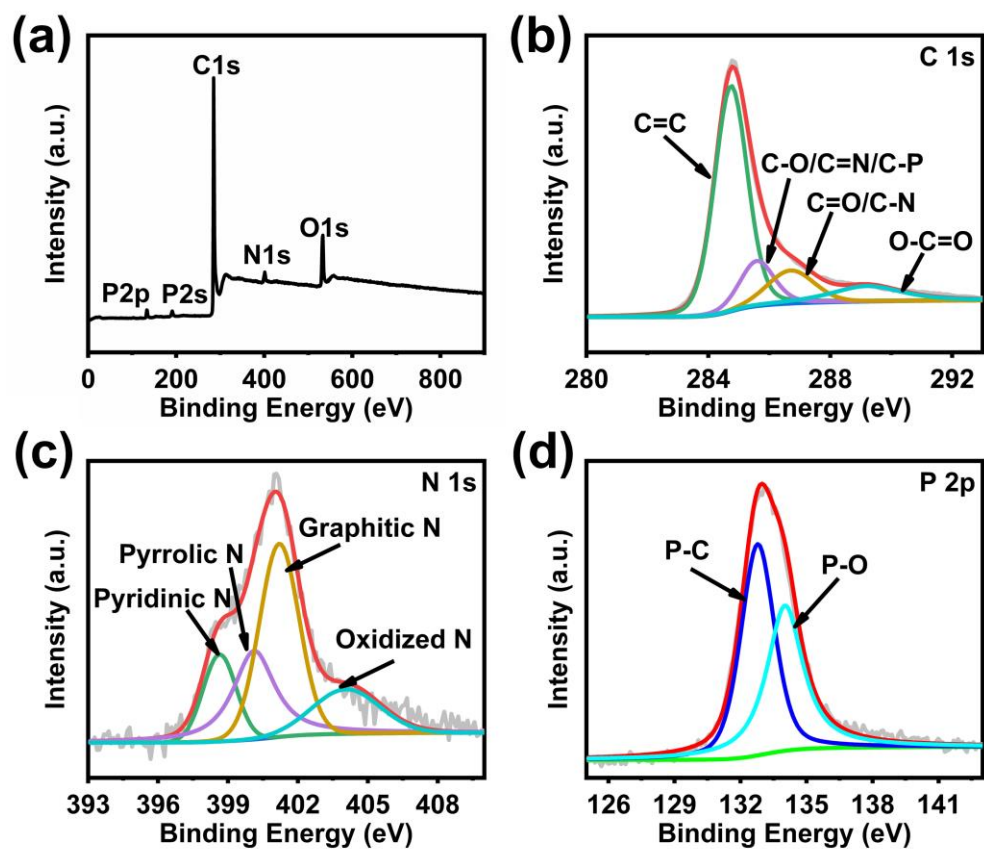 (a)
C1s
O1s
N1s
P2p
P2s
Intensity (a.u.)
0 200 400 600 800
Binding Energy (eV)
(b)
C 1s
C=C
C-O/C=N/C-P
C=O/C-N
O-C=O
Intensity (a.u.)
280 284 288 292
Binding Energy (eV)
(c)
N 1s
Graphitic N
Pyrrolic N
Pyridinic N
Oxidized N
Intensity (a.u.)
393 396 399 402 405 408
Binding Energy (eV)
(d)
P 2p
P-C
P-O
Intensity (a.u.)
126 129 132 135 138 141
Binding Energy (eV)